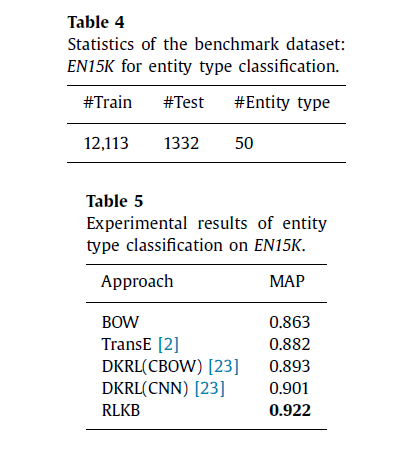 Table 4
Statistics of the benchmark dataset:
EN15K for entity type classification.
#Train #Test #Entity type
12,113 1332 50
Table 5
Experimental results of entity
type classification on EN15K.
Approach MAP
BOW 0.863
TransE [2] 0.882
DKRL(CBOW) [23] 0.893
DKRL(CNN) [23] 0.901
RLKB 0.922